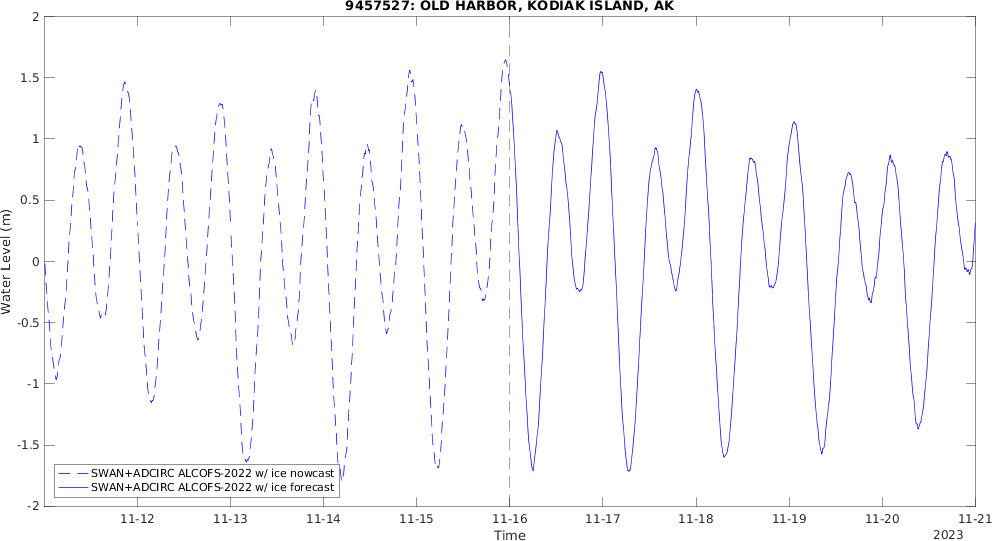 9457527: OLD HARBOR, KODIAK ISLAND, AK
2
1.5
1
0.5
0
-0.5
-1
-1.5
-2
Water Level (m)
SWAN+ADCIRC ALCOFS-2022 w/ ice nowcast
SWAN+ADCIRC ALCOFS-2022 w/ ice forecast
11-12 11-13 11-14 11-15 11-16 11-17 11-18 11-19 11-20 11-21
Time
2023